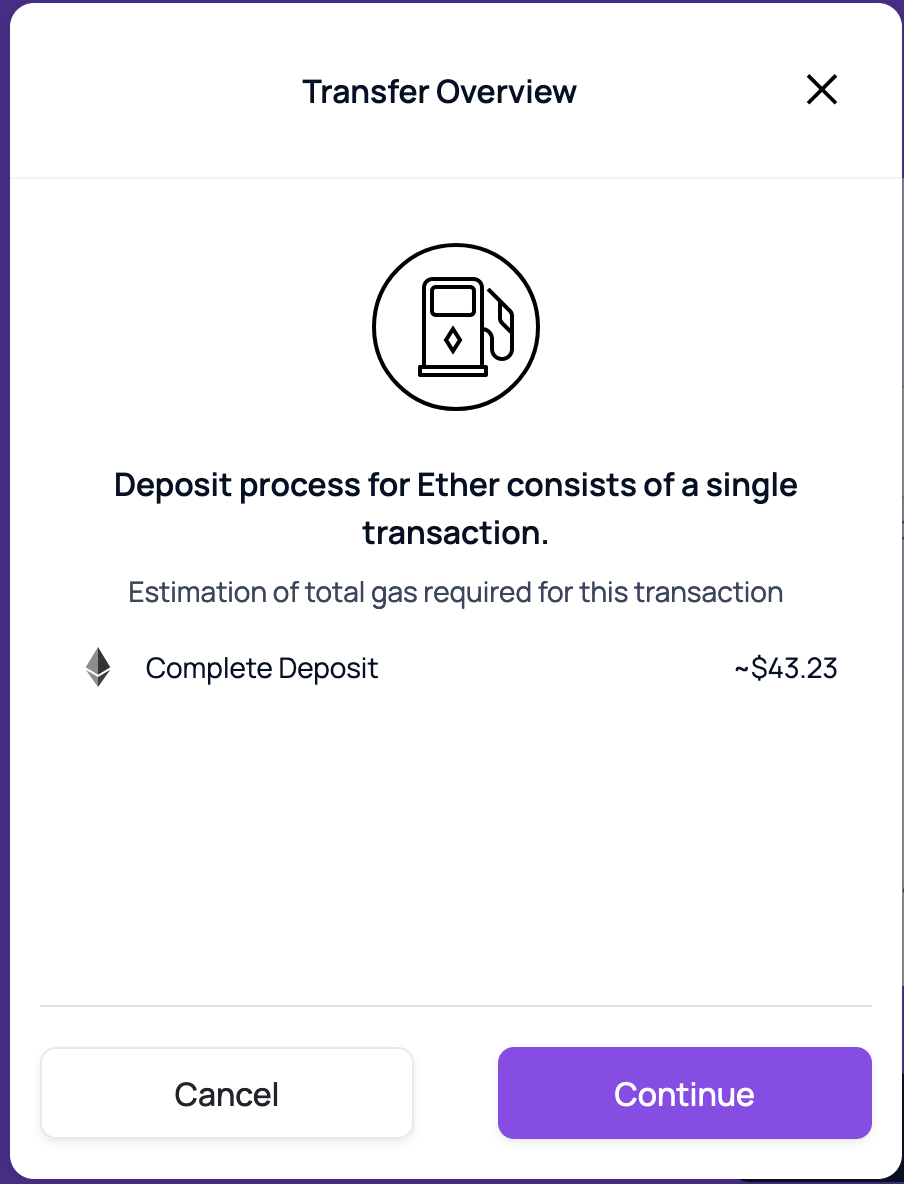 Transfer Overview
Deposit process for Ether consists of a single
transaction.
Estimation of total gas required for this transaction
Complete Deposit ~$43.23
Cancel Continue